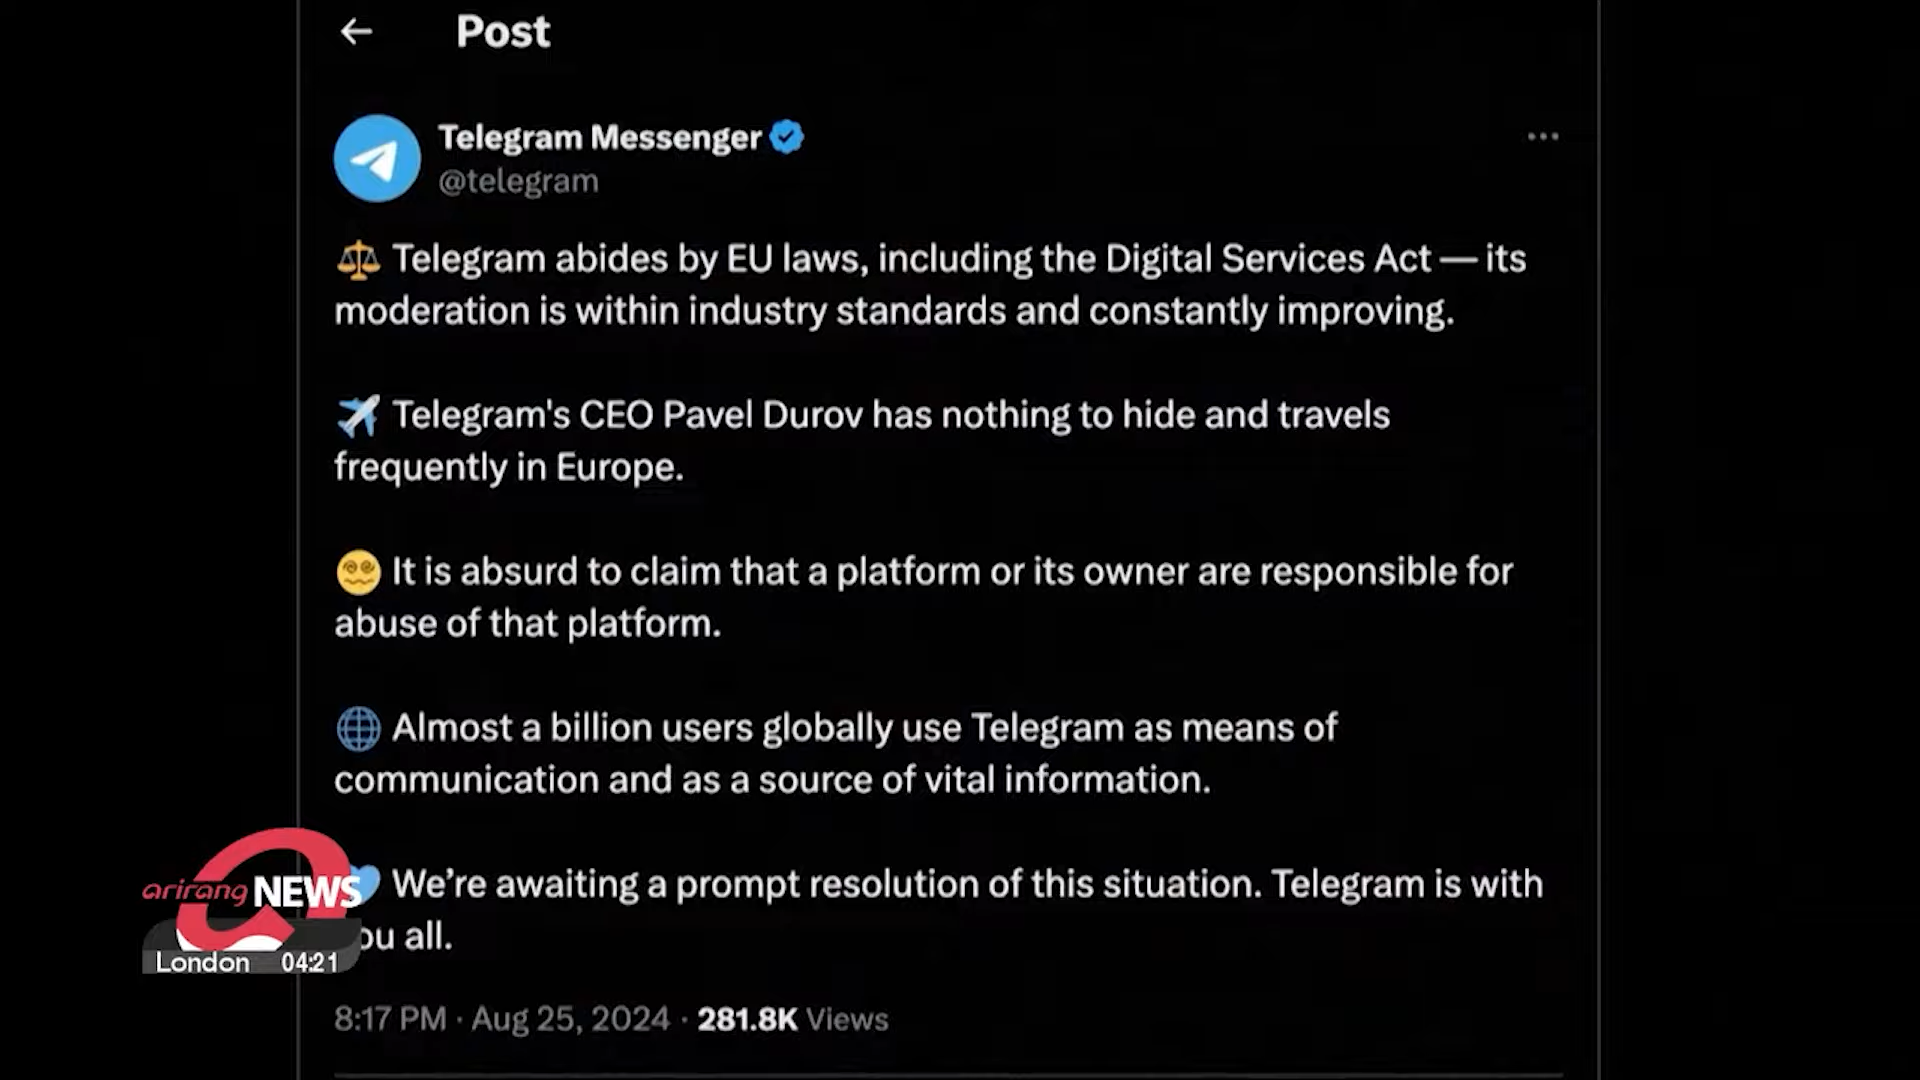 Post
Telegram Messenger
@telegram
⚖️ Telegram abides by EU laws, including the Digital Services Act — its
moderation is within industry standards and constantly improving.
✈️ Telegram's CEO Pavel Durov has nothing to hide and travels
frequently in Europe.
😵‍💫 It is absurd to claim that a platform or its owner are responsible for
abuse of that platform.
🌐 Almost a billion users globally use Telegram as means of
communication and as a source of vital information.
💙 We’re awaiting a prompt resolution of this situation. Telegram is with
ou all.
8:17 PM · Aug 25, 2024 · 281.8K Views
arirang NEWS
London 04:21